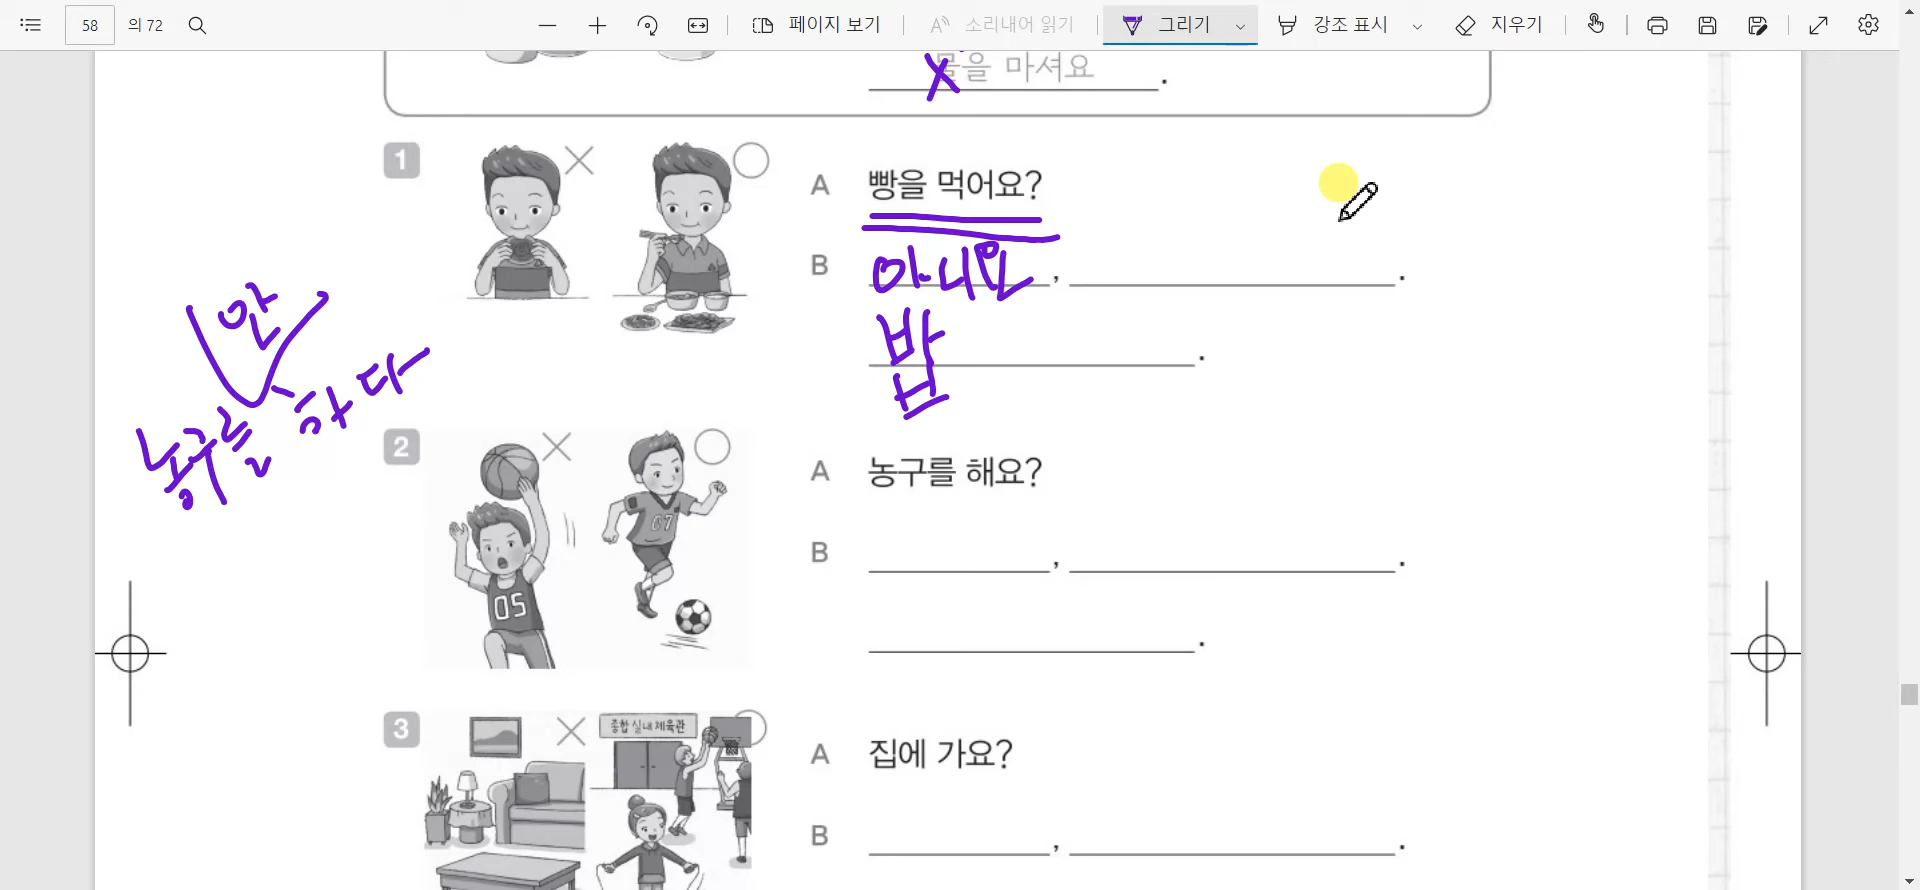 58 의 72 페이지 보기 소리내어 읽기 그리기 강조 표시 지우기
물을 마셔요.
1
A 빵을 먹어요?
B 아니요, .
밥 .
안
농구를 하다
2
05
07
A 농구를 해요?
B , .
.
3
종합 실내 체육관
A 집에 가요?
B , .